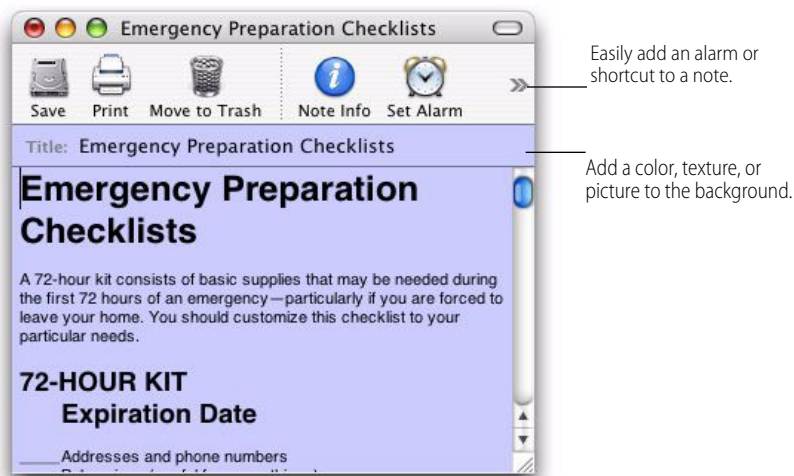 Emergency Preparation Checklists
Save Print Move to Trash Note Info Set Alarm
Easily add an alarm or
shortcut to a note.
Title: Emergency Preparation Checklists
Add a color, texture, or
picture to the background.
Emergency Preparation
Checklists
A 72-hour kit consists of basic supplies that may be needed during
the first 72 hours of an emergency—particularly if you are forced to
leave your home. You should customize this checklist to your
particular needs.
72-HOUR KIT
Expiration Date
_____Addresses and phone numbers